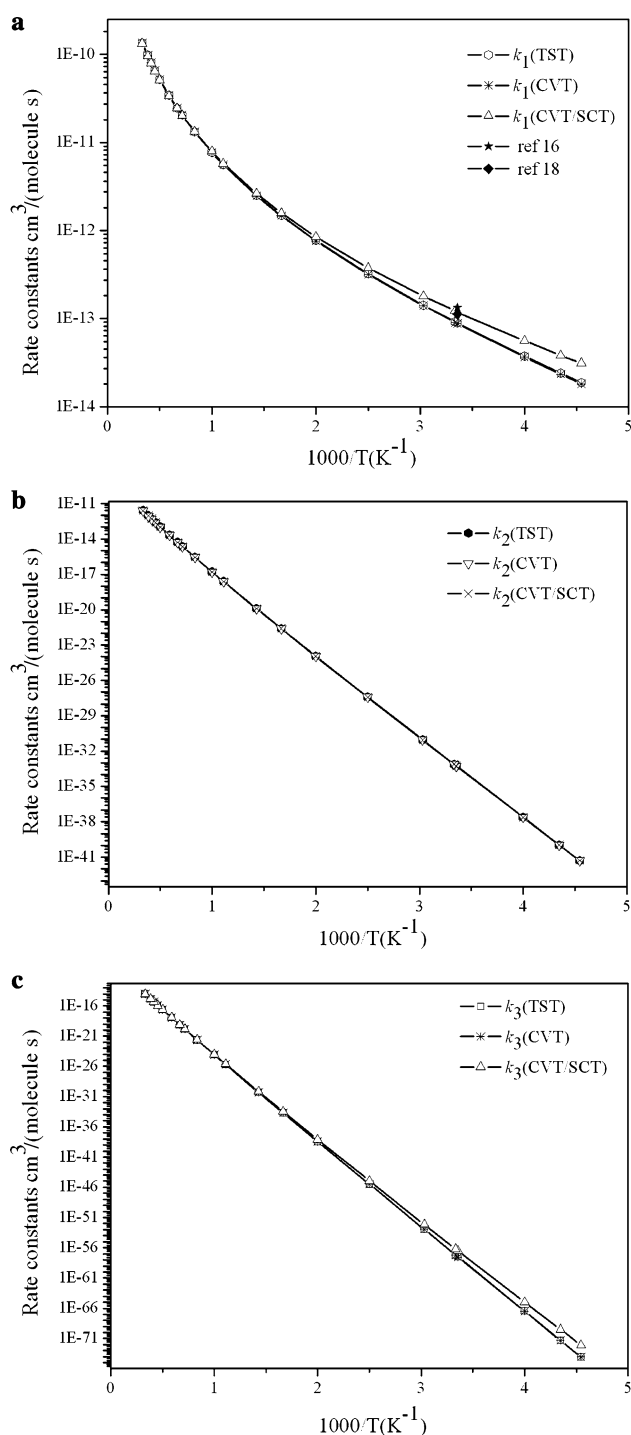 a
1E-10
1E-11
1E-12
1E-13
1E-14
Rate constants cm³/(molecule s)
k1(TST)
k1(CVT)
k1(CVT/SCT)
ref 16
ref 18
0 1 2 3 4 5
1000/T(K-1)
b
1E-11
1E-14
1E-17
1E-20
1E-23
1E-26
1E-29
1E-32
1E-35
1E-38
1E-41
Rate constants cm³/(molecule s)
k2(TST)
k2(CVT)
k2(CVT/SCT)
0 1 2 3 4 5
1000/T(K-1)
c
1E-16
1E-21
1E-26
1E-31
1E-36
1E-41
1E-46
1E-51
1E-56
1E-61
1E-66
1E-71
Rate constants cm³/(molecule s)
k3(TST)
k3(CVT)
k3(CVT/SCT)
0 1 2 3 4 5
1000/T(K-1)